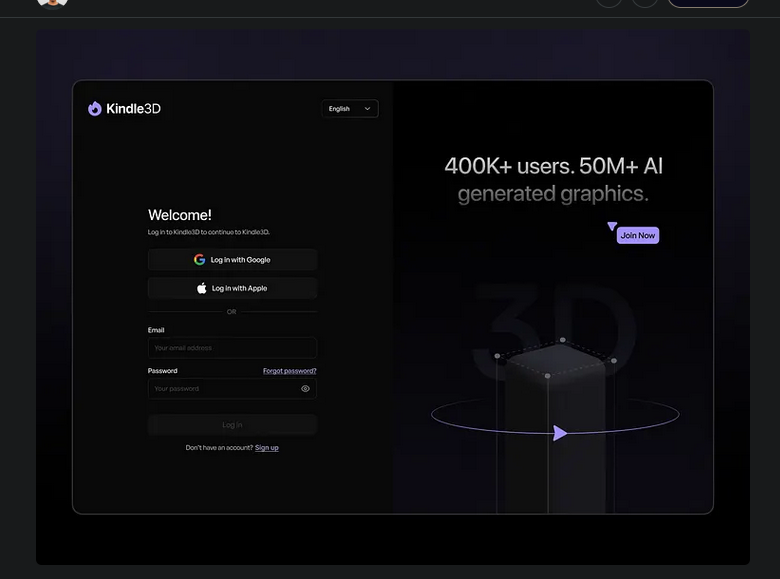 Kindle3D
English
400K+ users. 50M+ AI
generated graphics.
Join Now
3D
Welcome!
Log in to Kindle3D to continue to Kindle3D.
Log in with Google
Log in with Apple
OR
Email
Your email address
Password
Forgot password?
Your password
Log in
Don't have an account? Sign up